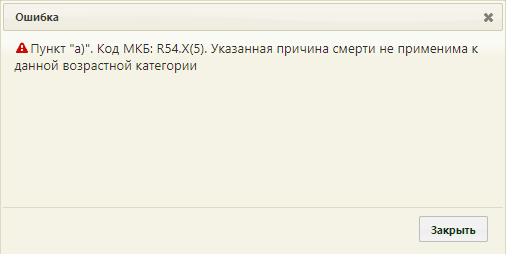 Ошибка
Пункт "а)". Код МКБ: R54.X(5). Указанная причина смерти не применима к
данной возрастной категории
Закрыть